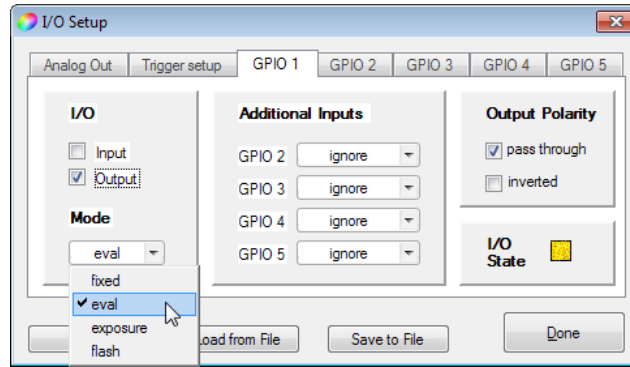 I/O Setup
Analog Out
Trigger setup
GPIO 1
GPIO 2
GPIO 3
GPIO 4
GPIO 5
I/O
Input
Output
Mode
eval
fixed
eval
exposure
flash
Additional Inputs
GPIO 2 ignore
GPIO 3 ignore
GPIO 4 ignore
GPIO 5 ignore
Output Polarity
pass through
inverted
I/O
State
Load from File
Save to File
Done